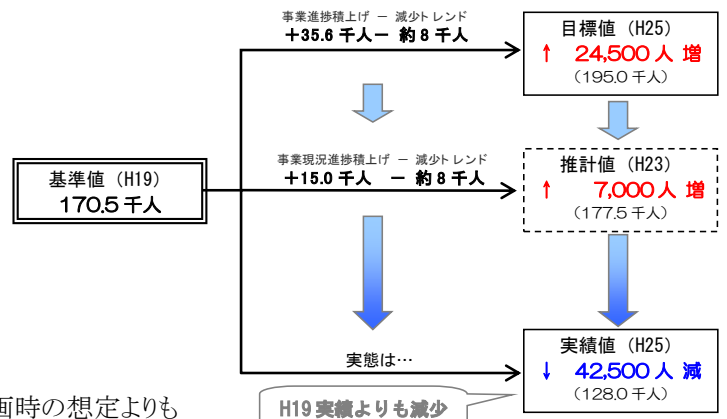 事業進捗積上げ － 減少トレンド
＋35.6 千人－ 約８千人
目標値（H25）
↑ 24,500 人 増
（195.0 千人）
事業現況進捗積上げ － 減少トレンド
＋15.0 千人 － 約８千人
基準値（H19）
170.5 千人
推計値（H23）
↑ 7,000 人 増
（177.5 千人）
実態は…
実績値（H25）
↓ 42,500 人 減
（128.0 千人）
画時の想定よりも
H19 実績よりも減少